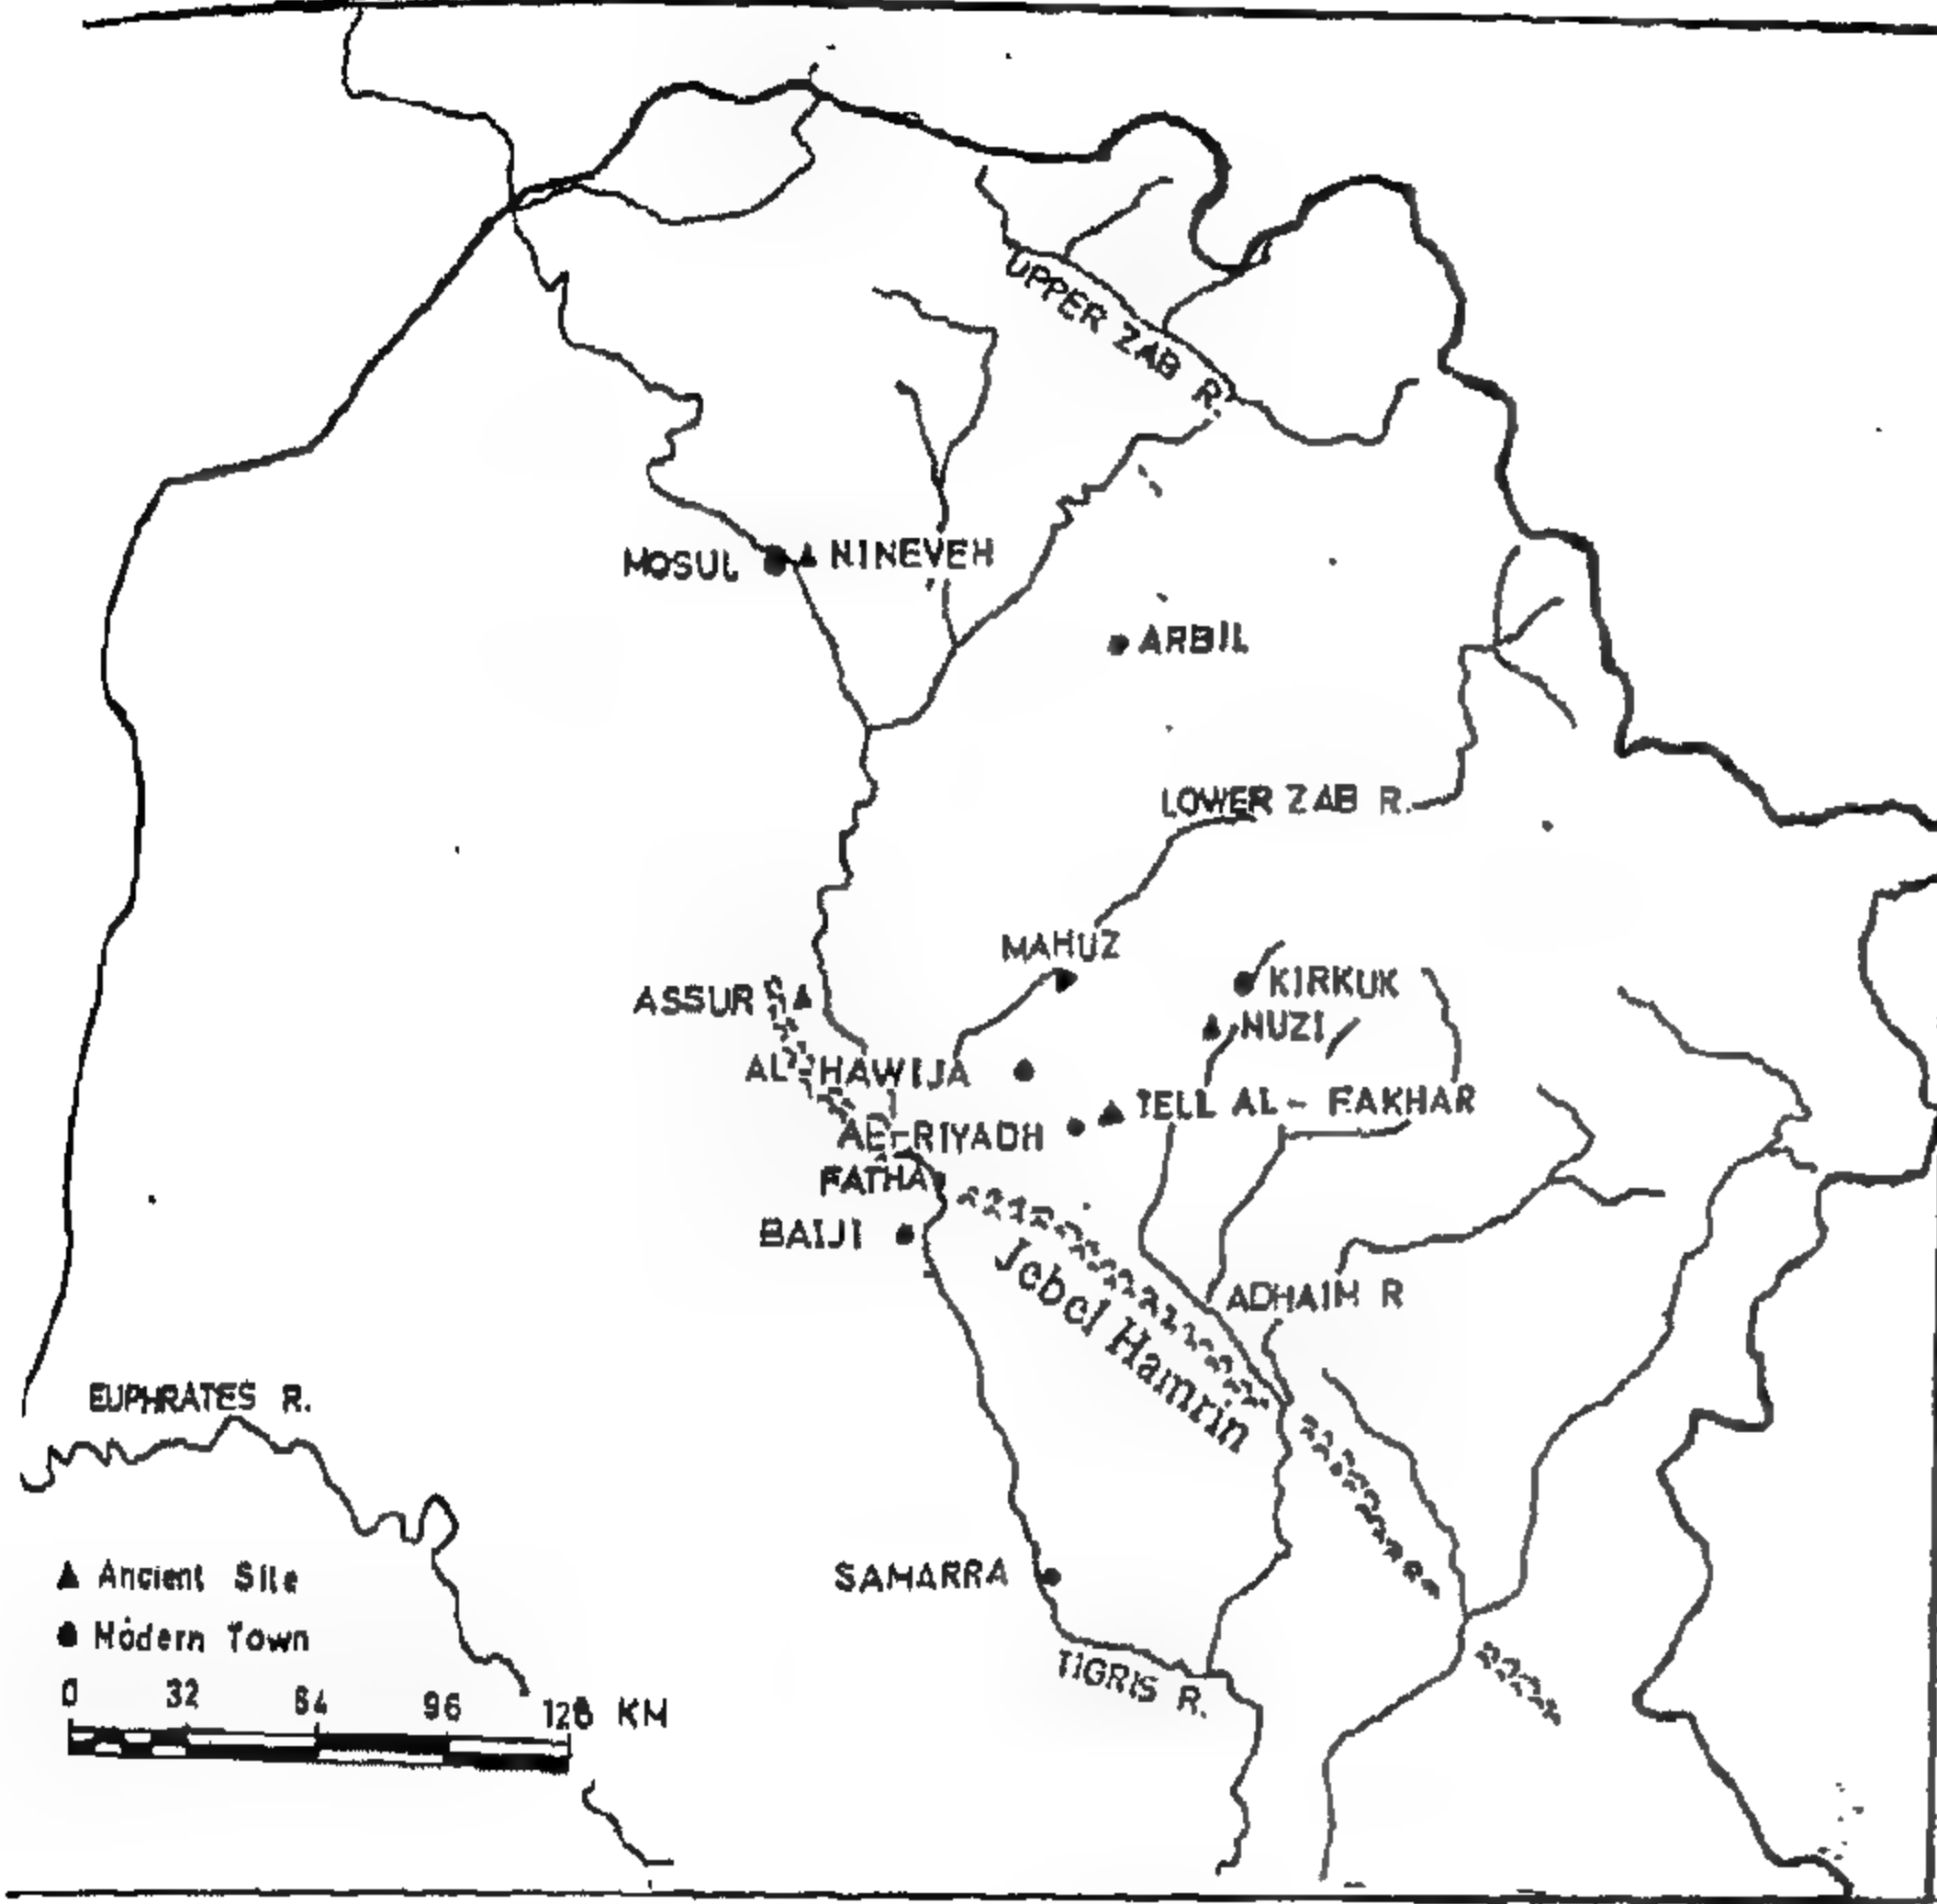 UPPER ZAB R.
MOSUL
NINEVEH
ARBIL
LOWER ZAB R.
MAHUZ
KIRKUK
ASSUR
NUZI
AL-HAWIJA
TELL AL-FAKHAR
AL-RIYADH
FATHA
BAIJI
Jebel Hamrin
ADHAIM R
EUPHRATES R.
SAMARRA
Ancient Site
Modern Town
TIGRIS R.
0 32 64 96 128 KM